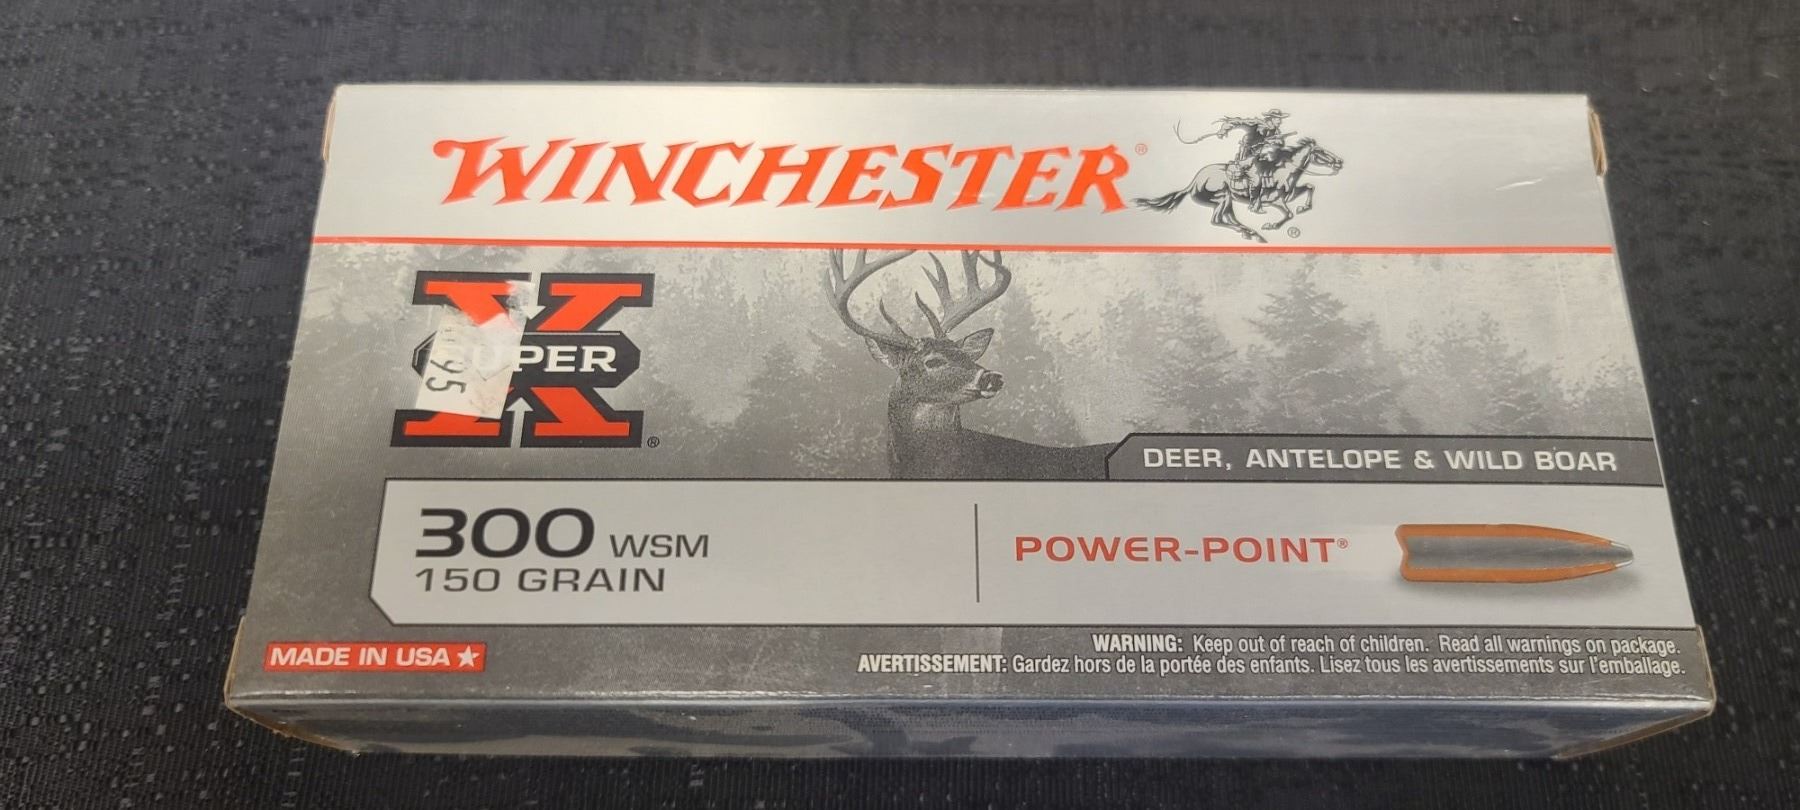 WINCHESTER®
®
X
SUPER
95
®
DEER, ANTELOPE & WILD BOAR
300 WSM
150 GRAIN
POWER-POINT®
MADE IN USA
WARNING: Keep out of reach of children. Read all warnings on package.
AVERTISSEMENT: Gardez hors de la portée des enfants. Lisez tous les avertissements sur l'emballage.